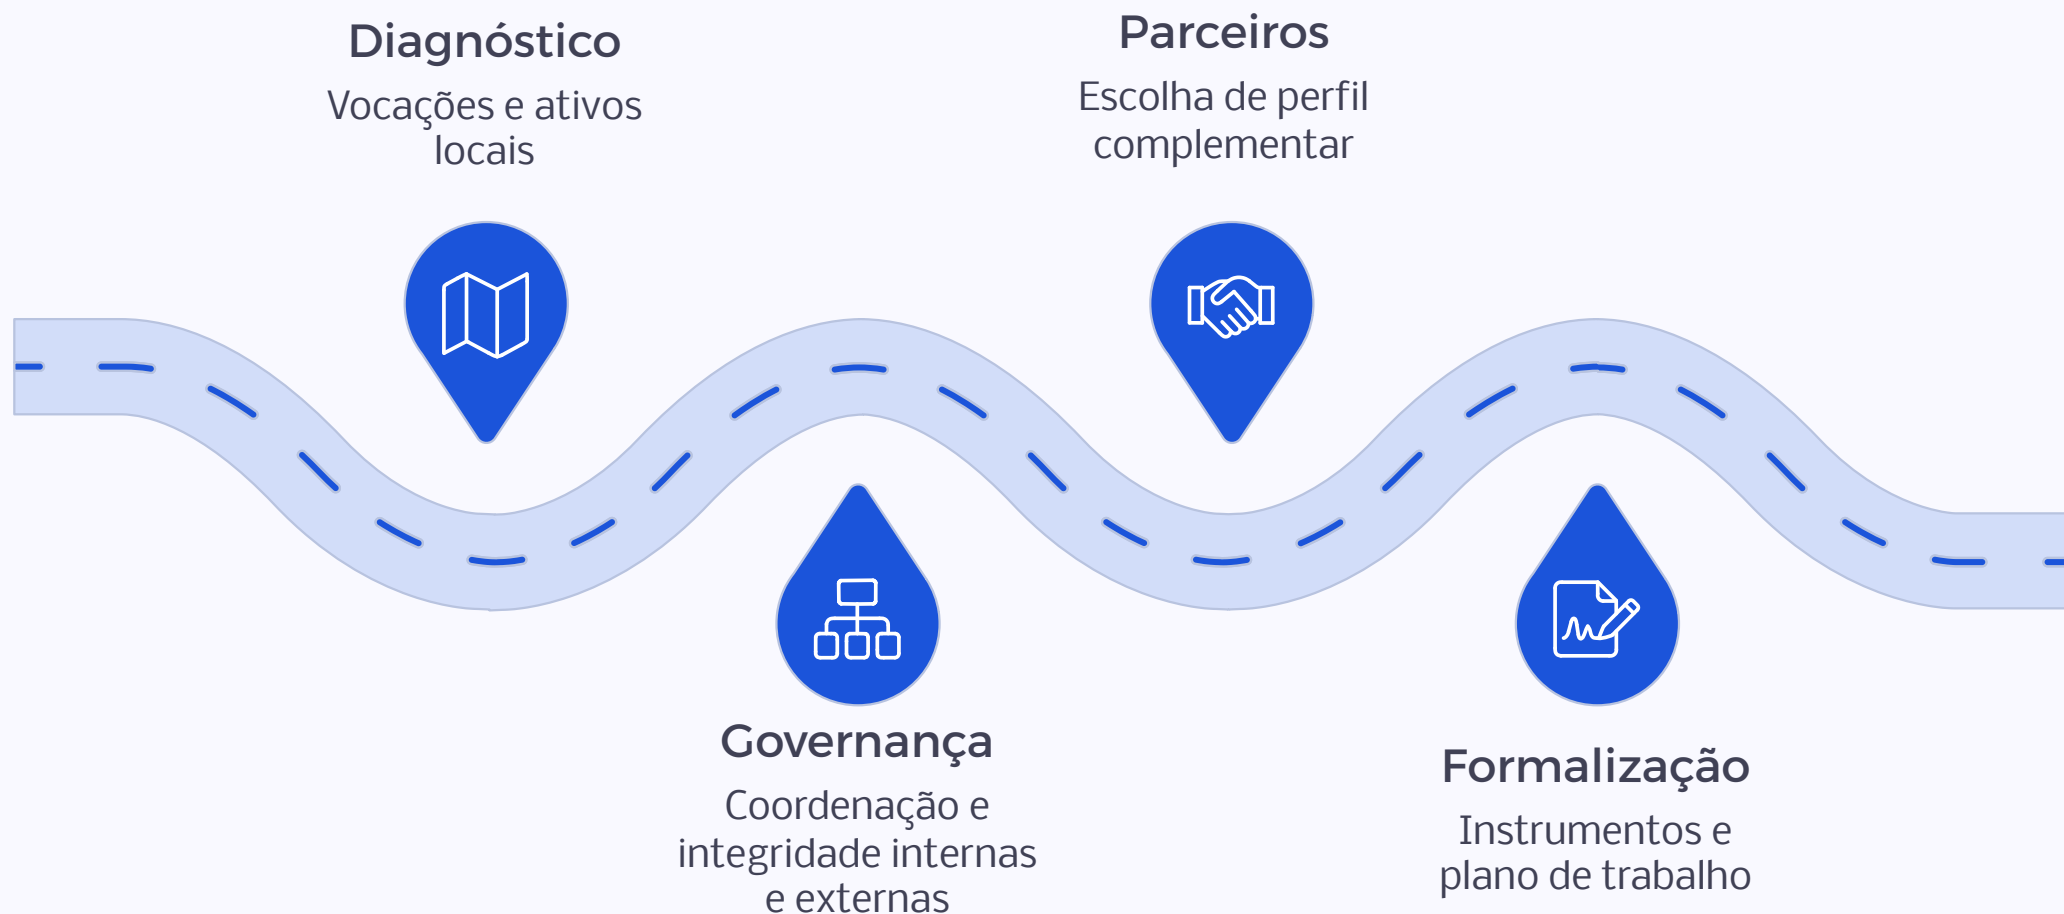 Diagnóstico
Vocações e ativos
locais
Parceiros
Escolha de perfil
complementar
Governança
Coordenação e
integridade internas
e externas
Formalização
Instrumentos e
plano de trabalho